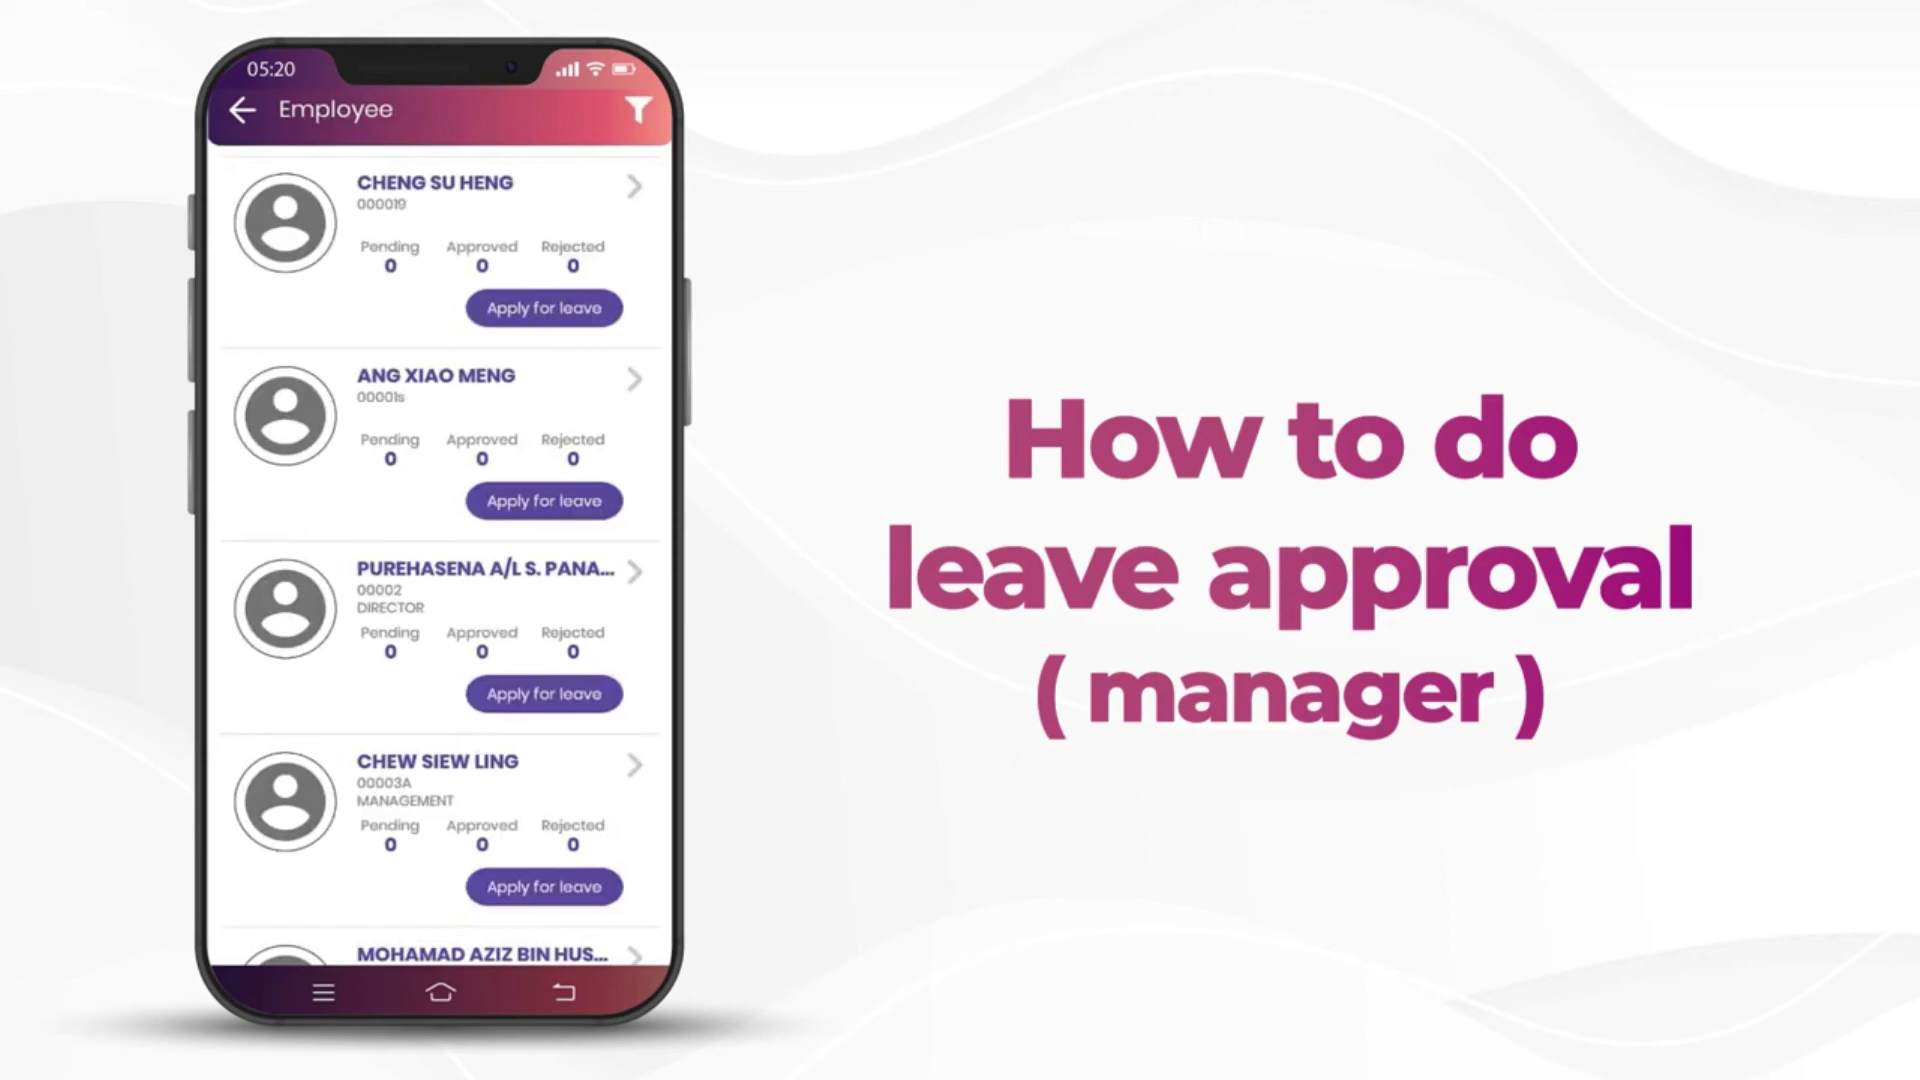 05:20
Employee
CHENG SU HENG
000019
Pending Approved Rejected
0 0 0
Apply for leave
ANG XIAO MENG
00001s
Pending Approved Rejected
0 0 0
Apply for leave
PUREHASENA A/L S. PANA...
00002
DIRECTOR
Pending Approved Rejected
0 0 0
Apply for leave
CHEW SIEW LING
00003A
MANAGEMENT
Pending Approved Rejected
0 0 0
Apply for leave
MOHAMAD AZIZ BIN HUS...
How to do
leave approval
( manager )